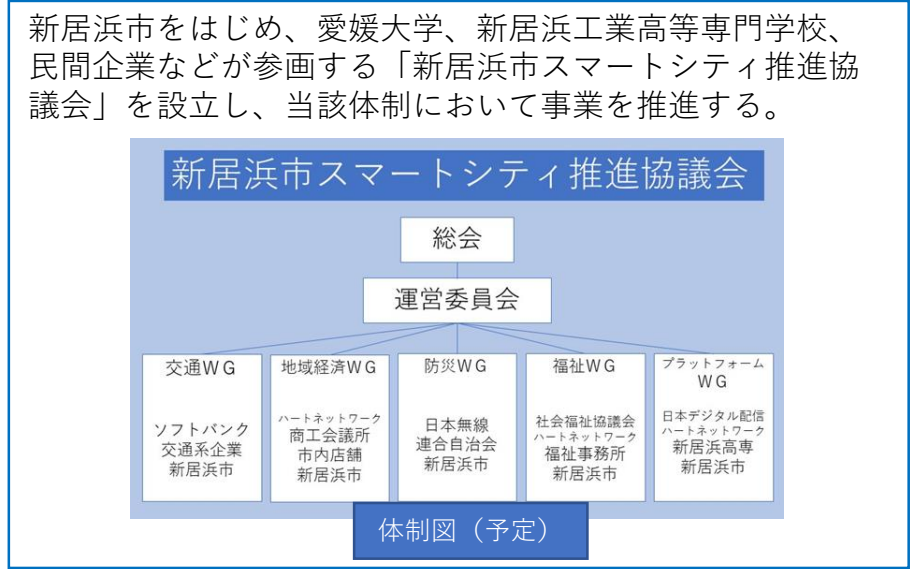 新居浜市をはじめ、愛媛大学、新居浜工業高等専門学校、
民間企業などが参画する「新居浜市スマートシティ推進協
議会」を設立し、当該体制において事業を推進する。
新居浜市スマートシティ推進協議会
総会
運営委員会
交通ＷＧ
ソフトバンク
交通系企業
新居浜市
地域経済ＷＧ
ハートネットワーク
商工会議所
市内店舗
新居浜市
防災ＷＧ
日本無線
連合自治会
新居浜市
福祉ＷＧ
社会福祉協議会
ハートネットワーク
福祉事務所
新居浜市
プラットフォーム
ＷＧ
日本デジタル配信
ハートネットワーク
新居浜高専
新居浜市
体制図（予定）